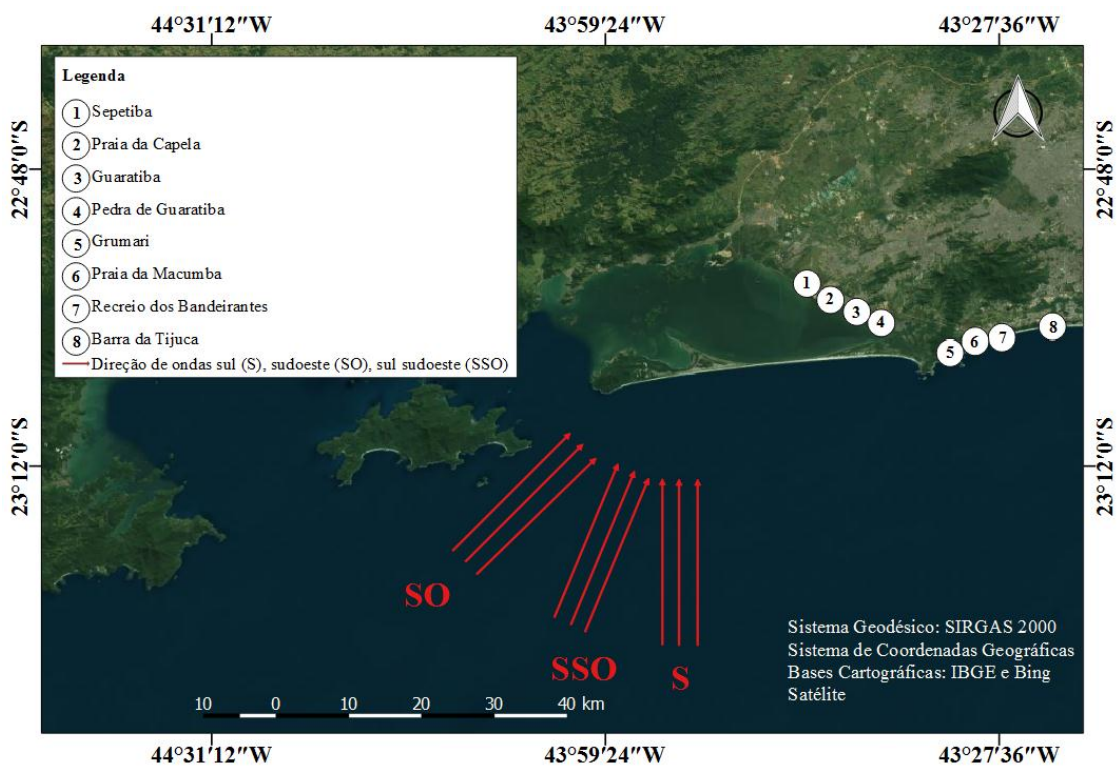 44°31'12"W 43°59'24"W 43°27'36"W
Legenda
1 Sepetiba
2 Praia da Capela
3 Guaratiba
4 Pedra de Guaratiba
5 Grumari
6 Praia da Macumba
7 Recreio dos Bandeirantes
8 Barra da Tijuca
Direção de ondas sul (S), sudoeste (SO), sul sudoeste (SSO)
22°48'0"S
22°48'0"S
1
2
3
4
5
6
7
8
23°12'0"S
23°12'0"S
SO
SSO
S
Sistema Geodésico: SIRGAS 2000
Sistema de Coordenadas Geográficas
Bases Cartográficas: IBGE e Bing
Satélite
10 0 10 20 30 40 km
44°31'12"W 43°59'24"W 43°27'36"W